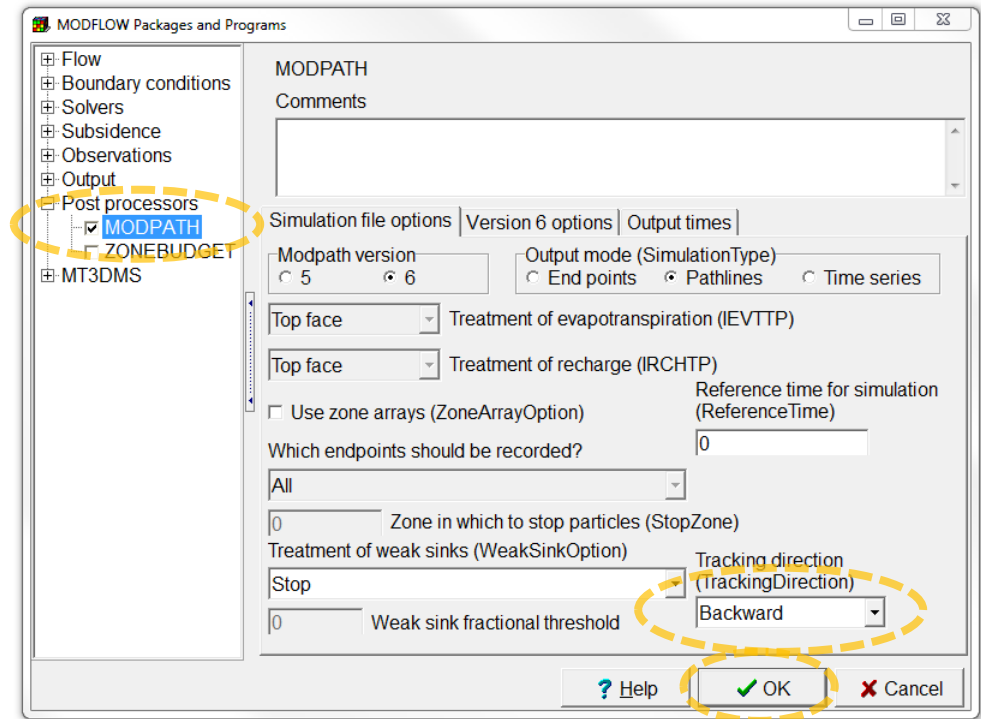 MODFLOW Packages and Programs
Flow
Boundary conditions
Solvers
Subsidence
Observations
Output
Post processors
MODPATH
ZONEBUDGET
MT3DMS
MODPATH
Comments
Simulation file options Version 6 options Output times
Modpath version
5 6
Output mode (SimulationType)
End points Pathlines Time series
Top face Treatment of evapotranspiration (IEVTTP)
Top face Treatment of recharge (IRCHTP)
Use zone arrays (ZoneArrayOption)
Reference time for simulation
(ReferenceTime)
0
Which endpoints should be recorded?
All
0 Zone in which to stop particles (StopZone)
Treatment of weak sinks (WeakSinkOption)
Stop
0 Weak sink fractional threshold
Tracking direction
(TrackingDirection)
Backward
? Help OK Cancel